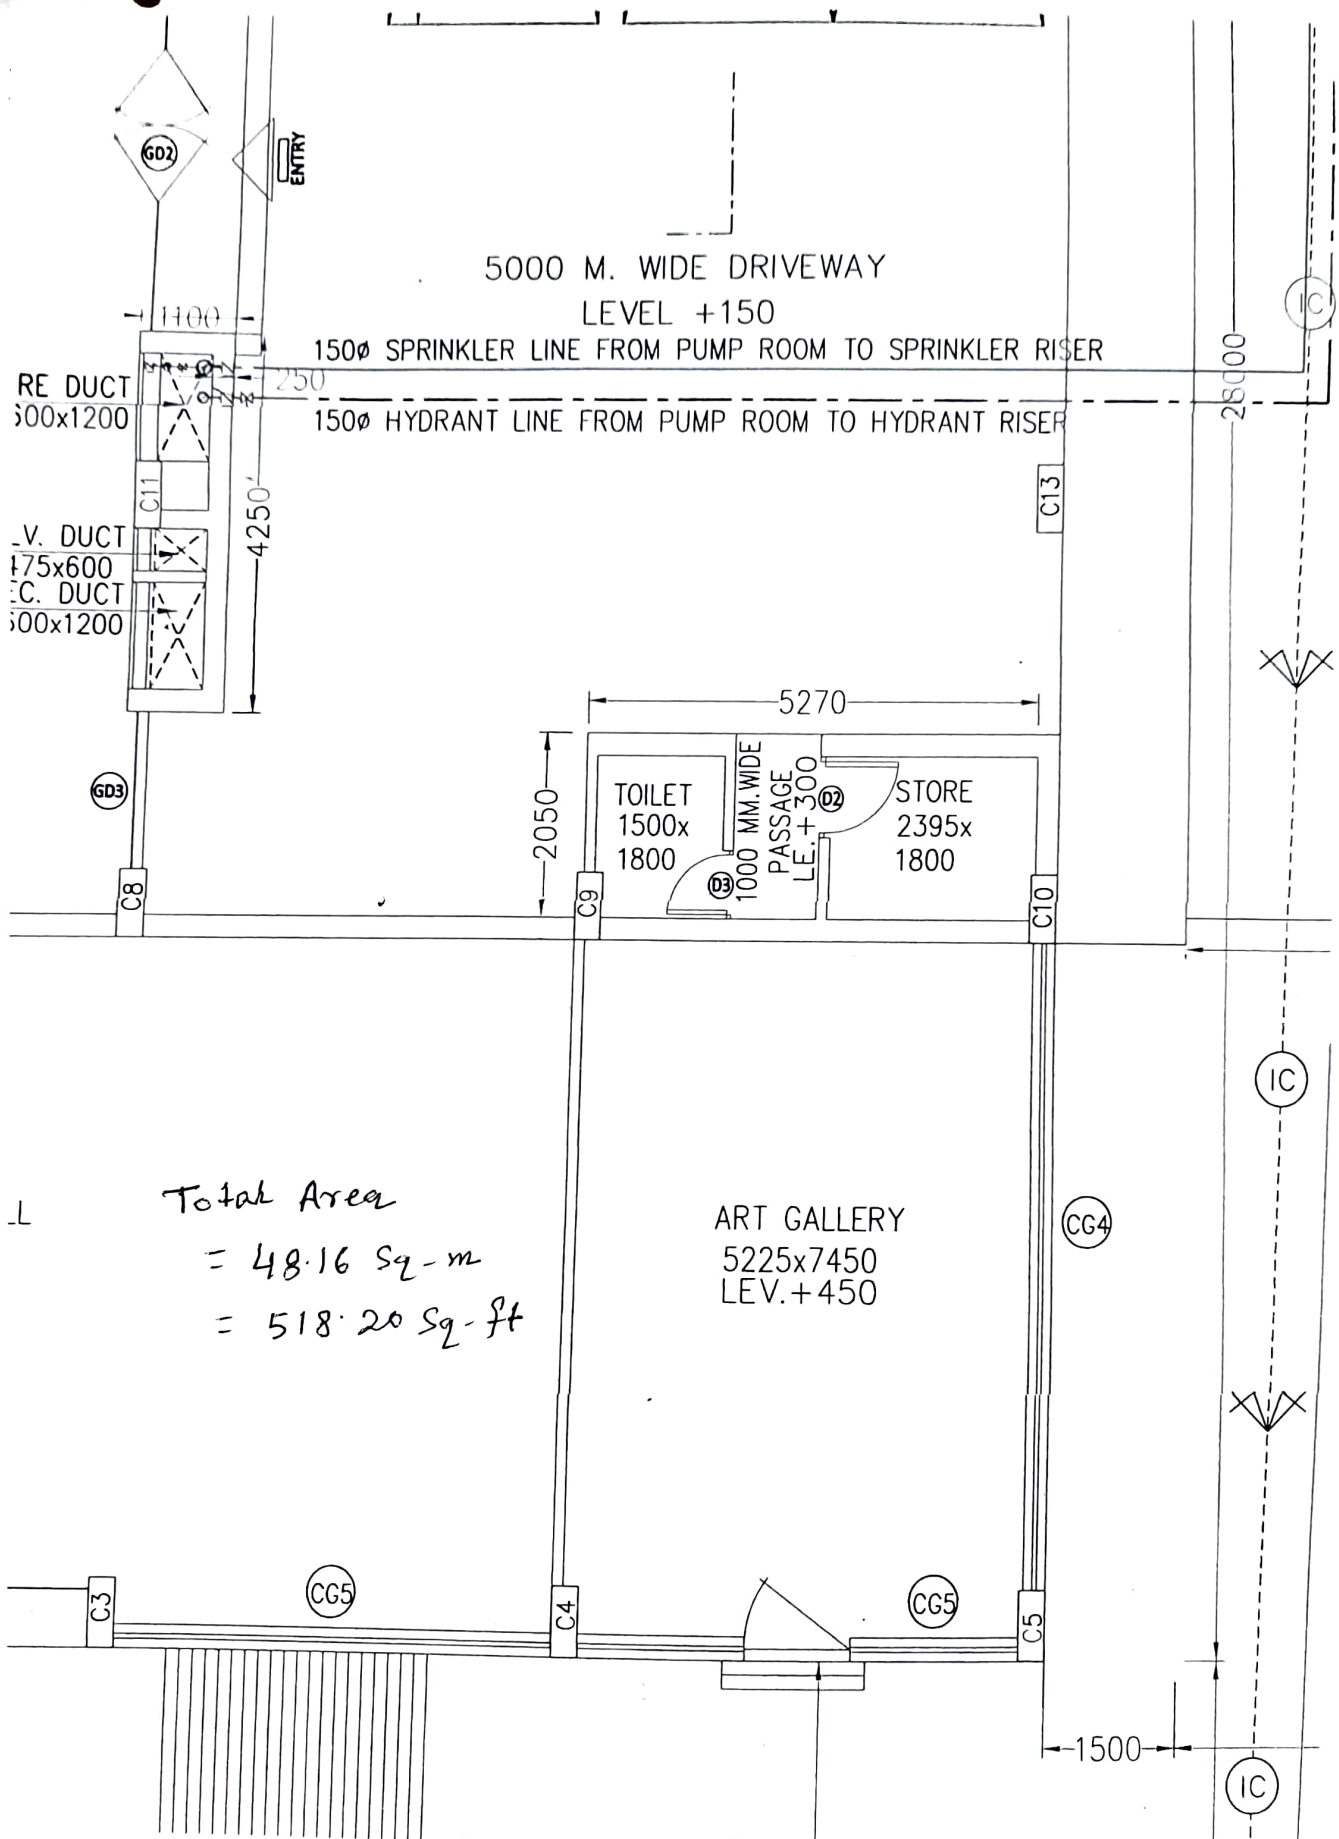 GD2
ENTRY
5000 M. WIDE DRIVEWAY
LEVEL +150
1100
150ø SPRINKLER LINE FROM PUMP ROOM TO SPRINKLER RISER
IC
28000
RE DUCT
600x1200
250
150ø HYDRANT LINE FROM PUMP ROOM TO HYDRANT RISER
C11
C13
4250
.V. DUCT
475x600
C. DUCT
600x1200
5270
GD3
2050
TOILET
1500x
1800
D3
1000 MM.WIDE
PASSAGE
LE.+300
D2
STORE
2395x
1800
C8
C9
C10
IC
Total Area
= 48.16 Sq-m
= 518.20 Sq-ft
L
ART GALLERY
5225x7450
LEV.+450
CG4
CG5
CG5
C3
C4
C5
1500
IC